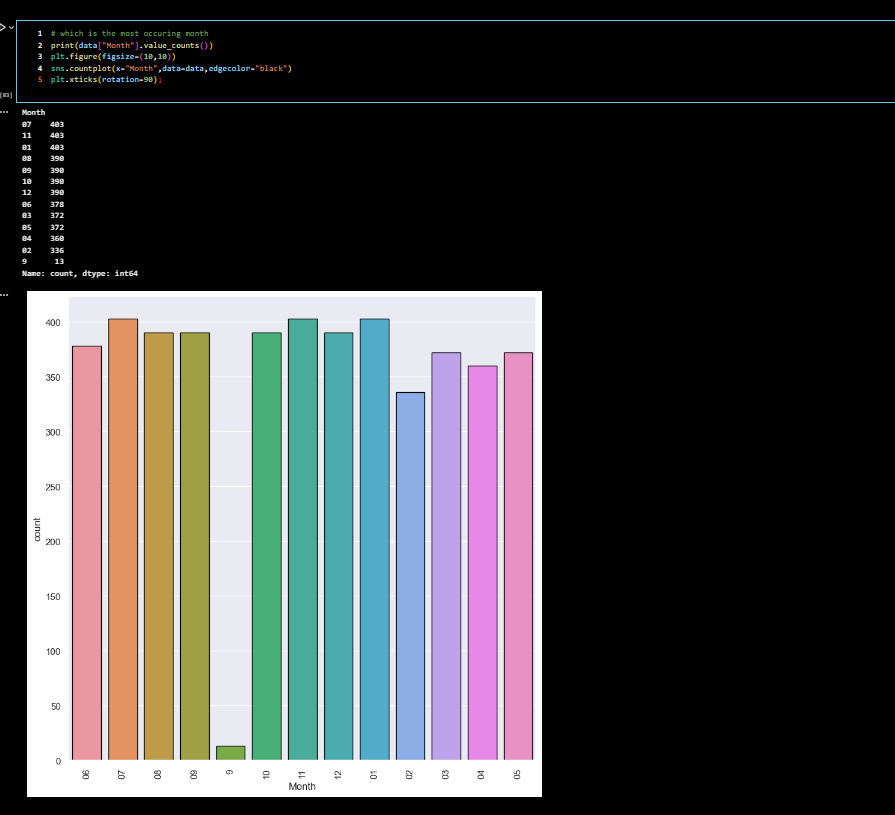 1 # which is the most occuring month
2 print(data["Month"].value_counts())
3 plt.figure(figsize=(10,10))
4 sns.countplot(x="Month",data=data,edgecolor="black")
5 plt.xticks(rotation=90);
[83]
Month
07 403
11 403
01 403
08 390
09 390
10 390
12 390
06 378
03 372
05 372
04 360
02 336
9 13
Name: count, dtype: int64
400
350
300
250
200
150
100
50
0
count
06 07 08 09 9 10 11 12 01 02 03 04 05
Month